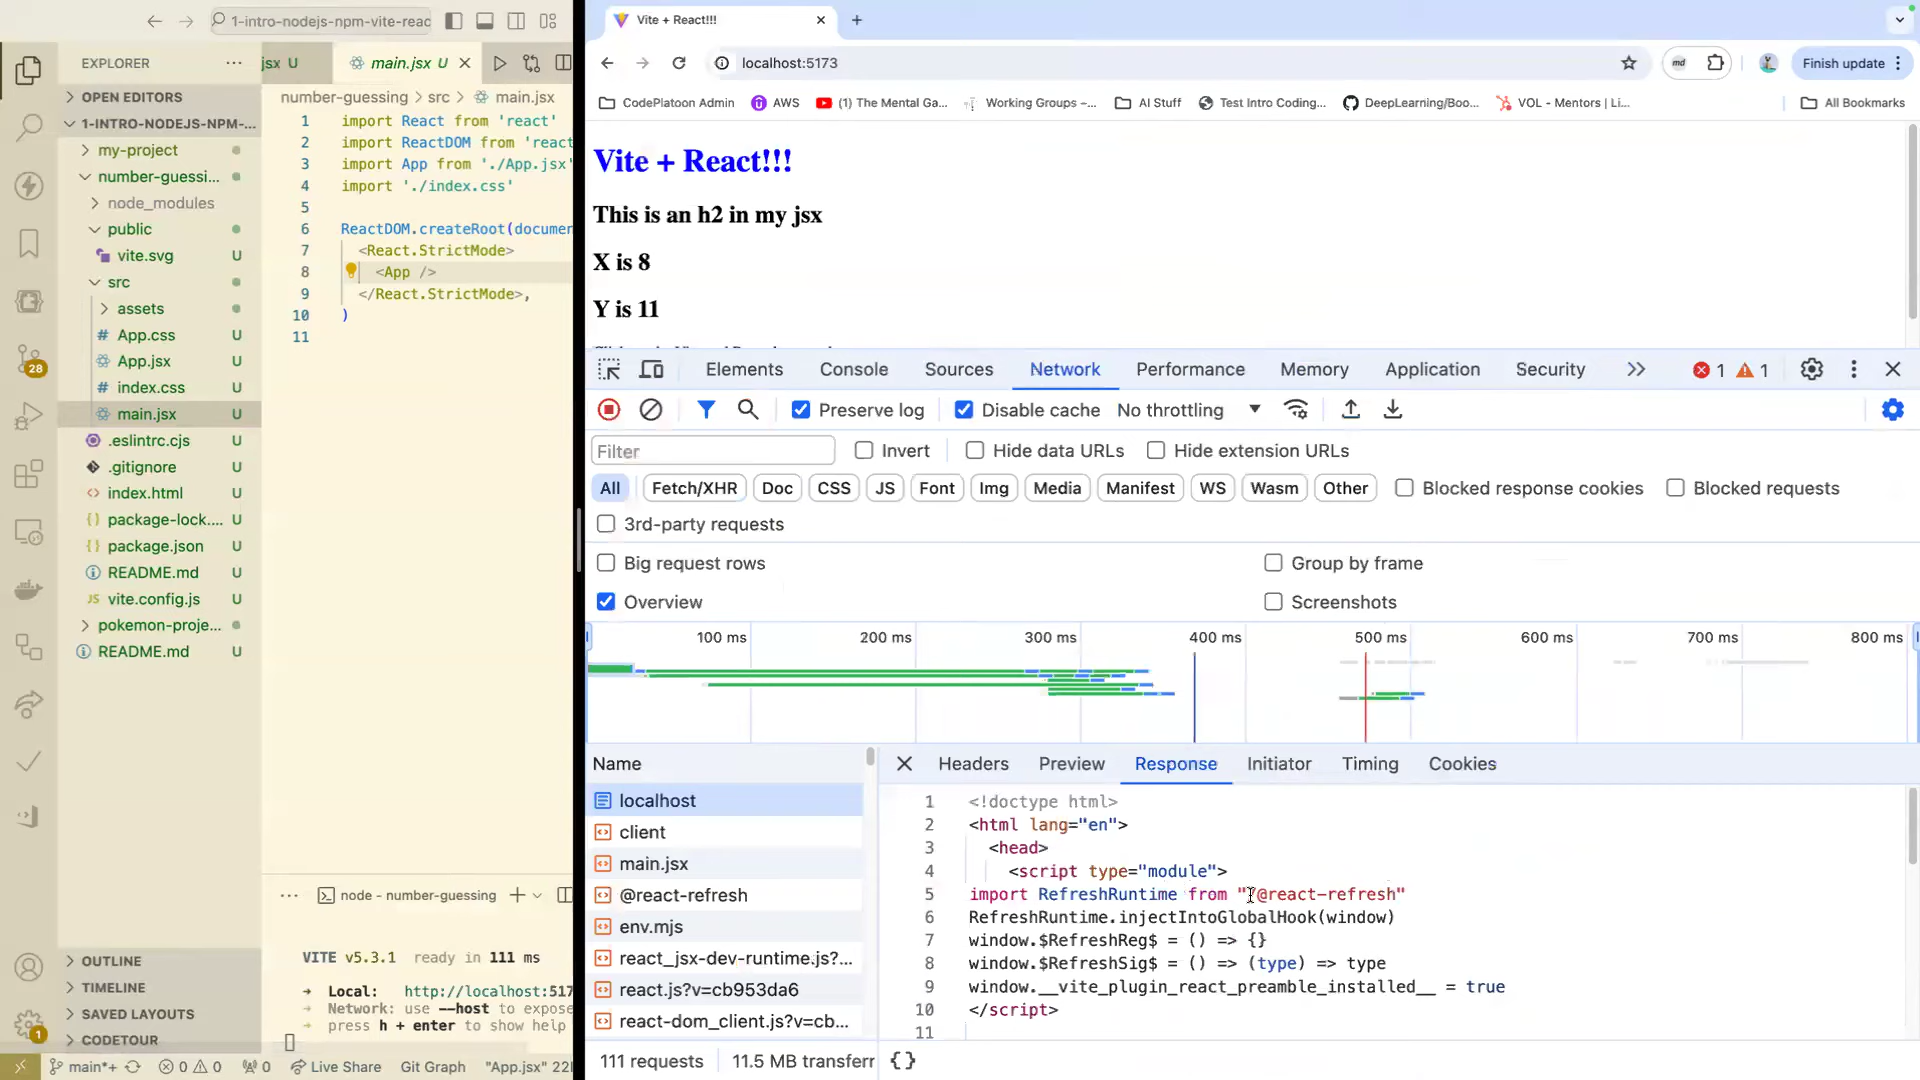 1-intro-nodejs-npm-vite-reac
EXPLORER
OPEN EDITORS
1-INTRO-NODEJS-NPM-...
my-project
number-guessi...
node_modules
public
vite.svg U
src
assets
App.css U
App.jsx U
index.css U
main.jsx U
.eslintrc.cjs U
.gitignore U
index.html U
package-lock.... U
package.json U
README.md U
vite.config.js U
pokemon-proje...
README.md U
OUTLINE
TIMELINE
SAVED LAYOUTS
CODETOUR
28
1
jsx U
main.jsx U
number-guessing > src > main.jsx
1 import React from 'react'
2 import ReactDOM from 'react
3 import App from './App.jsx'
4 import './index.css'
5
6 ReactDOM.createRoot(documen
7 <React.StrictMode>
8 <App />
9 </React.StrictMode>,
10 )
11
node - number-guessing
VITE v5.3.1 ready in 111 ms
➜ Local: http://localhost:517
➜ Network: use --host to expose
➜ press h + enter to show help
main*+ 0 0 0 Live Share Git Graph "App.jsx" 22
Vite + React!!!
localhost:5173
md
Finish update
CodePlatoon Admin
AWS
(1) The Mental Ga...
Working Groups –...
AI Stuff
Test Intro Coding...
DeepLearning/Boo...
VOL - Mentors | Li...
All Bookmarks
Vite + React!!!
This is an h2 in my jsx
X is 8
Y is 11
Elements Console Sources Network Performance Memory Application Security 1 1
Preserve log Disable cache No throttling
Filter Invert Hide data URLs Hide extension URLs
All Fetch/XHR Doc CSS JS Font Img Media Manifest WS Wasm Other Blocked response cookies Blocked requests
3rd-party requests
Big request rows Group by frame
Overview Screenshots
100 ms 200 ms 300 ms 400 ms 500 ms 600 ms 700 ms 800 ms
Name
localhost
client
main.jsx
@react-refresh
env.mjs
react_jsx-dev-runtime.js?...
react.js?v=cb953da6
react-dom_client.js?v=cb...
111 requests 11.5 MB transferr
Headers Preview Response Initiator Timing Cookies
1 <!doctype html>
2 <html lang="en">
3 <head>
4 <script type="module">
5 import RefreshRuntime from "/@react-refresh"
6 RefreshRuntime.injectIntoGlobalHook(window)
7 window.$RefreshReg$ = () => {}
8 window.$RefreshSig$ = () => (type) => type
9 window.__vite_plugin_react_preamble_installed__ = true
10 </script>
11
{}